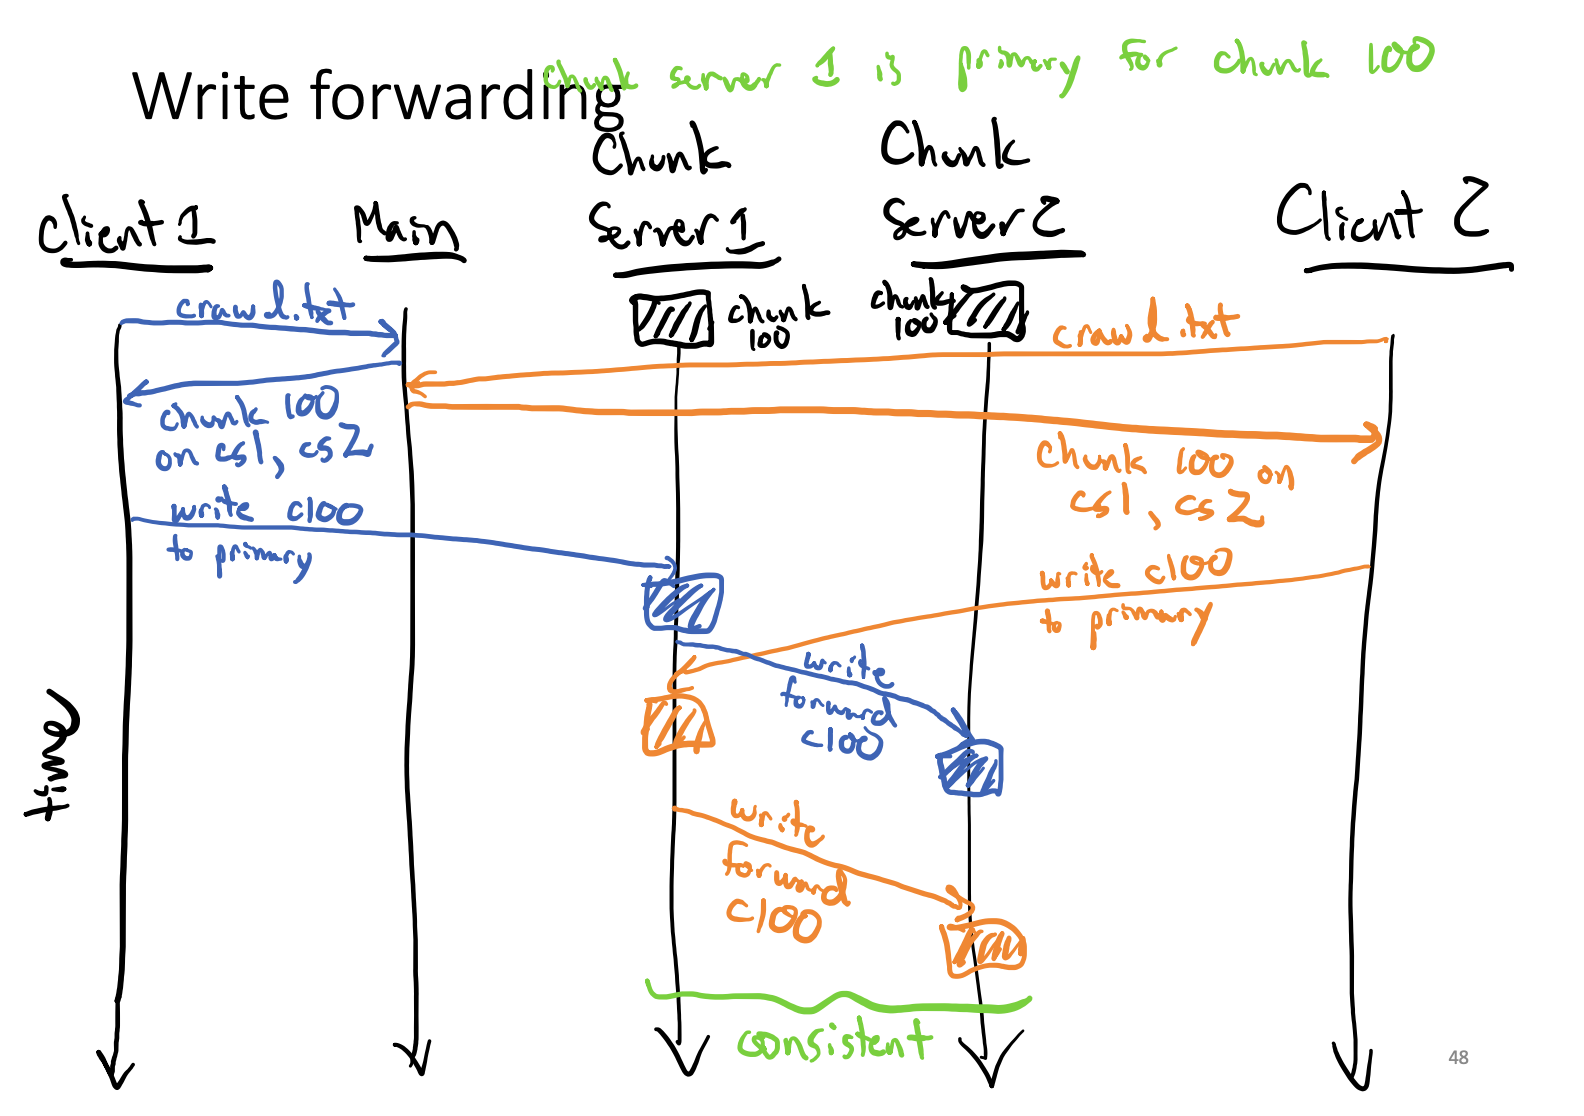 chunk server 1 is primary for chunk 100
Write forwarding
Client 1
Main
Chunk
Server 1
Chunk
Server 2
Client 2
crawl.txt
chunk
100
chunk
100
crawl.txt
chunk 100
on cs1, cs2
Chunk 100 on
cs1, cs2
write c100
to primary
write c100
to primary
write
forward
c100
time
write
forward
c100
consistent
48